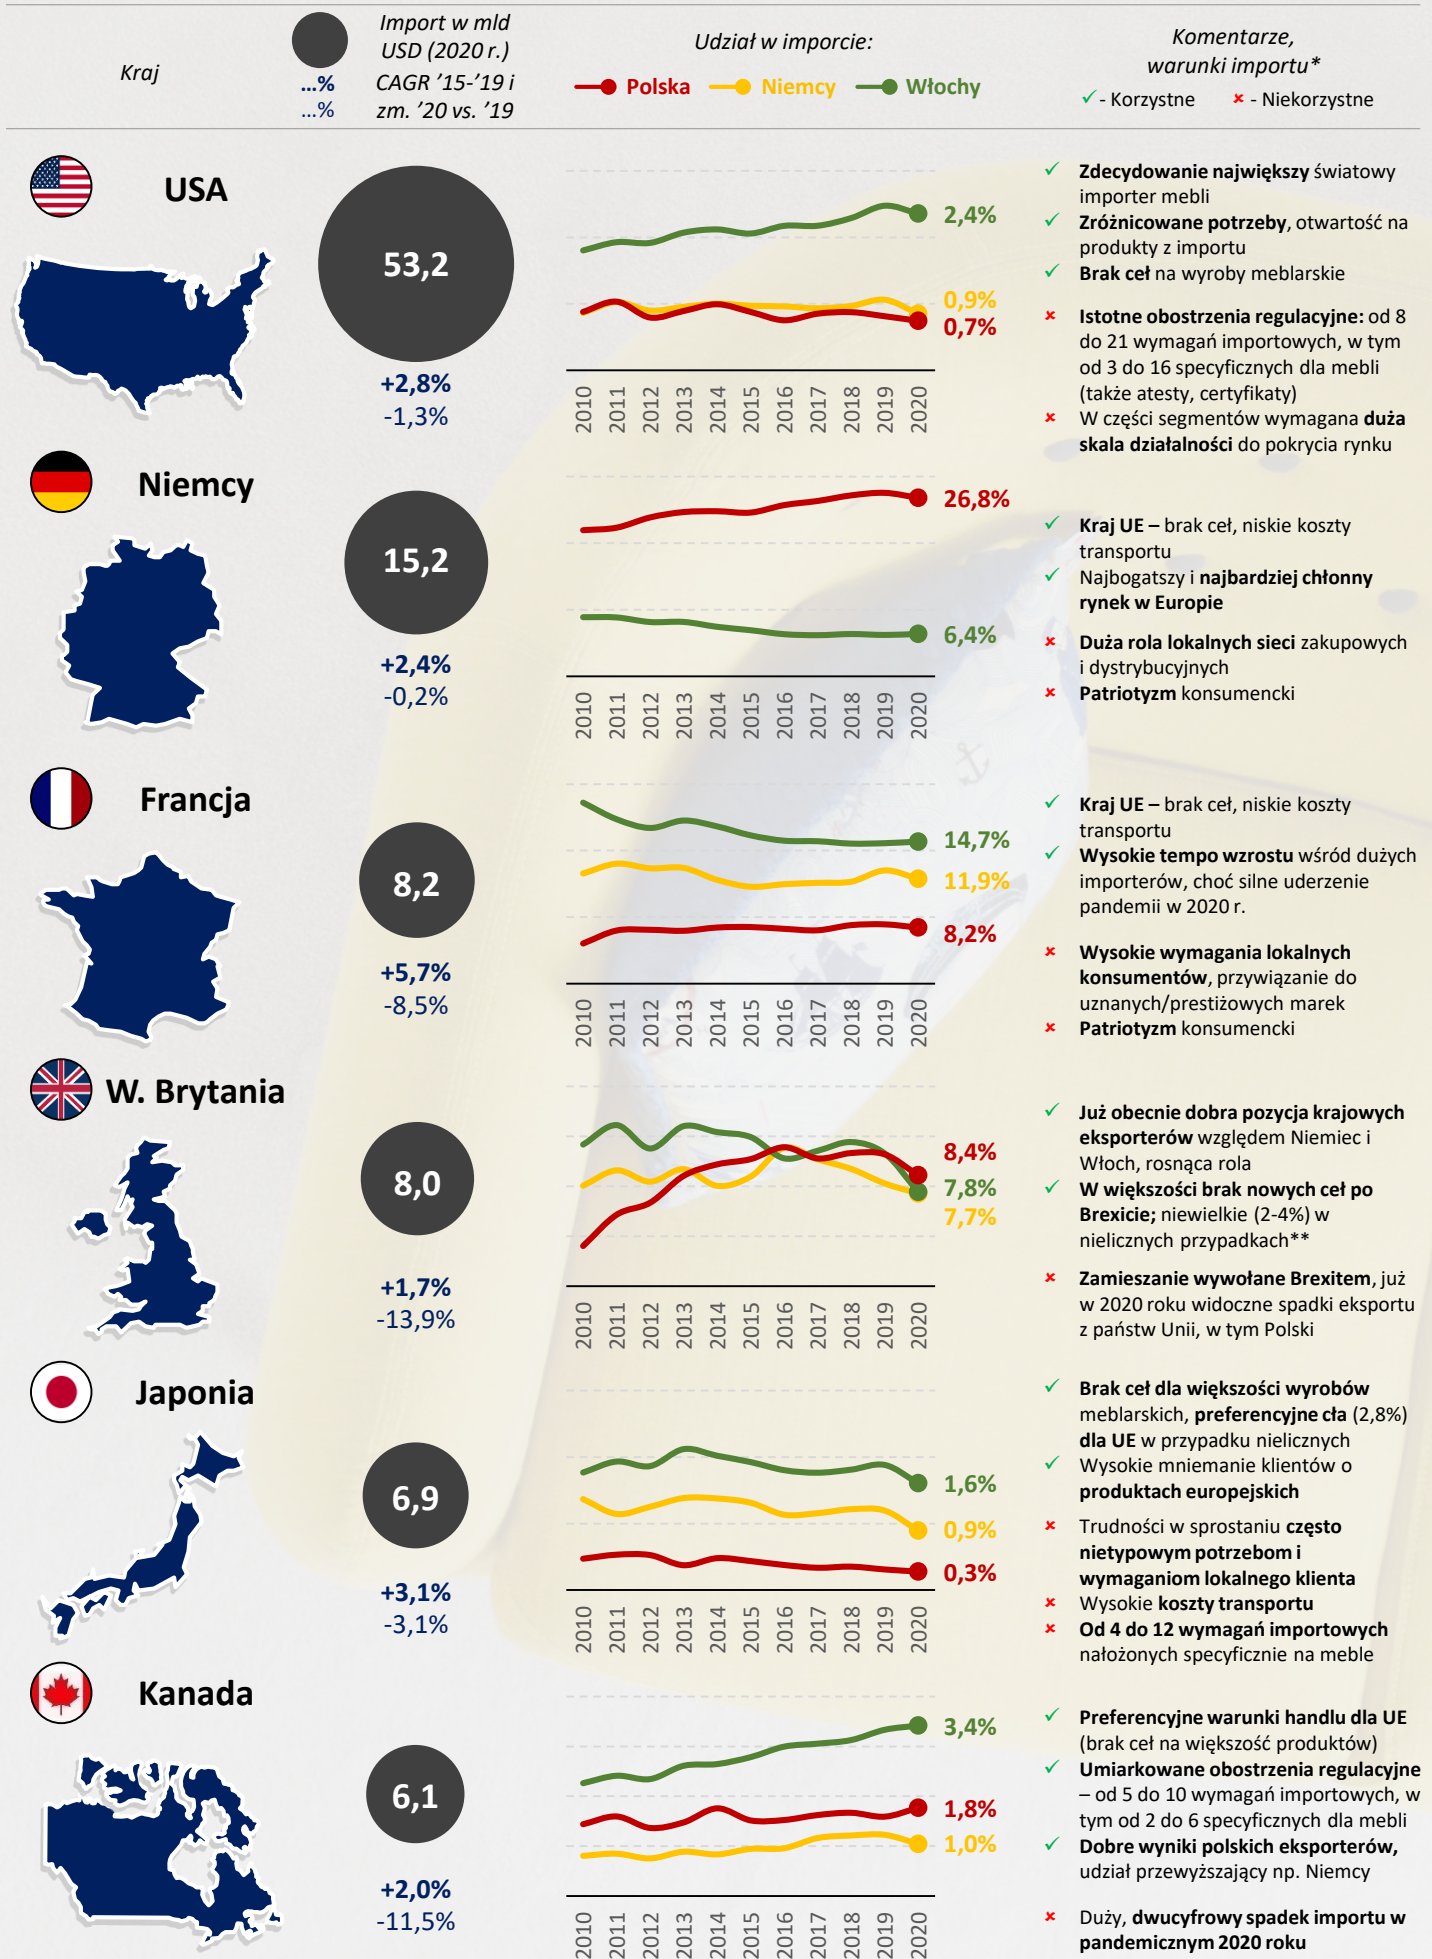 Kraj
Import w mld
USD (2020 r.)
...%
CAGR '15-'19 i
...%
zm. '20 vs. '19
Udział w imporcie:
Polska
Niemcy
Włochy
Komentarze,
warunki importu*
✓ - Korzystne
× - Niekorzystne
USA
53,2
+2,8%
-1,3%
2,4%
0,9%
0,7%
2010 2011 2012 2013 2014 2015 2016 2017 2018 2019 2020
✓ Zdecydowanie największy światowy
importer mebli
✓ Zróżnicowane potrzeby, otwartość na
produkty z importu
✓ Brak ceł na wyroby meblarskie
× Istotne obostrzenia regulacyjne: od 8
do 21 wymagań importowych, w tym
od 3 do 16 specyficznych dla mebli
(także atesty, certyfikaty)
× W części segmentów wymagana duża
skala działalności do pokrycia rynku
Niemcy
15,2
+2,4%
-0,2%
26,8%
6,4%
2010 2011 2012 2013 2014 2015 2016 2017 2018 2019 2020
✓ Kraj UE – brak ceł, niskie koszty
transportu
✓ Najbogatszy i najbardziej chłonny
rynek w Europie
× Duża rola lokalnych sieci zakupowych
i dystrybucyjnych
× Patriotyzm konsumencki
Francja
8,2
+5,7%
-8,5%
14,7%
11,9%
8,2%
2010 2011 2012 2013 2014 2015 2016 2017 2018 2019 2020
✓ Kraj UE – brak ceł, niskie koszty
transportu
✓ Wysokie tempo wzrostu wśród dużych
importerów, choć silne uderzenie
pandemii w 2020 r.
× Wysokie wymagania lokalnych
konsumentów, przywiązanie do
uznanych/prestiżowych marek
× Patriotyzm konsumencki
W. Brytania
8,0
+1,7%
-13,9%
8,4%
7,8%
7,7%
2010 2011 2012 2013 2014 2015 2016 2017 2018 2019 2020
✓ Już obecnie dobra pozycja krajowych
eksporterów względem Niemiec i
Włoch, rosnąca rola
✓ W większości brak nowych ceł po
Brexicie; niewielkie (2-4%) w
nielicznych przypadkach**
× Zamieszanie wywołane Brexitem, już
w 2020 roku widoczne spadki eksportu
z państw Unii, w tym Polski
Japonia
6,9
+3,1%
-3,1%
1,6%
0,9%
0,3%
2010 2011 2012 2013 2014 2015 2016 2017 2018 2019 2020
✓ Brak ceł dla większości wyrobów
meblarskich, preferencyjne cła (2,8%)
dla UE w przypadku nielicznych
✓ Wysokie mniemanie klientów o
produktach europejskich
× Trudności w sprostaniu często
nietypowym potrzebom i
wymaganiom lokalnego klienta
× Wysokie koszty transportu
× Od 4 do 12 wymagań importowych
nałożonych specyficznie na meble
Kanada
6,1
+2,0%
-11,5%
3,4%
1,8%
1,0%
2010 2011 2012 2013 2014 2015 2016 2017 2018 2019 2020
✓ Preferencyjne warunki handlu dla UE
(brak ceł na większość produktów)
✓ Umiarkowane obostrzenia regulacyjne
– od 5 do 10 wymagań importowych, w
tym od 2 do 6 specyficznych dla mebli
✓ Dobre wyniki polskich eksporterów,
udział przewyższający np. Niemcy
× Duży, dwucyfrowy spadek importu w
pandemicznym 2020 roku